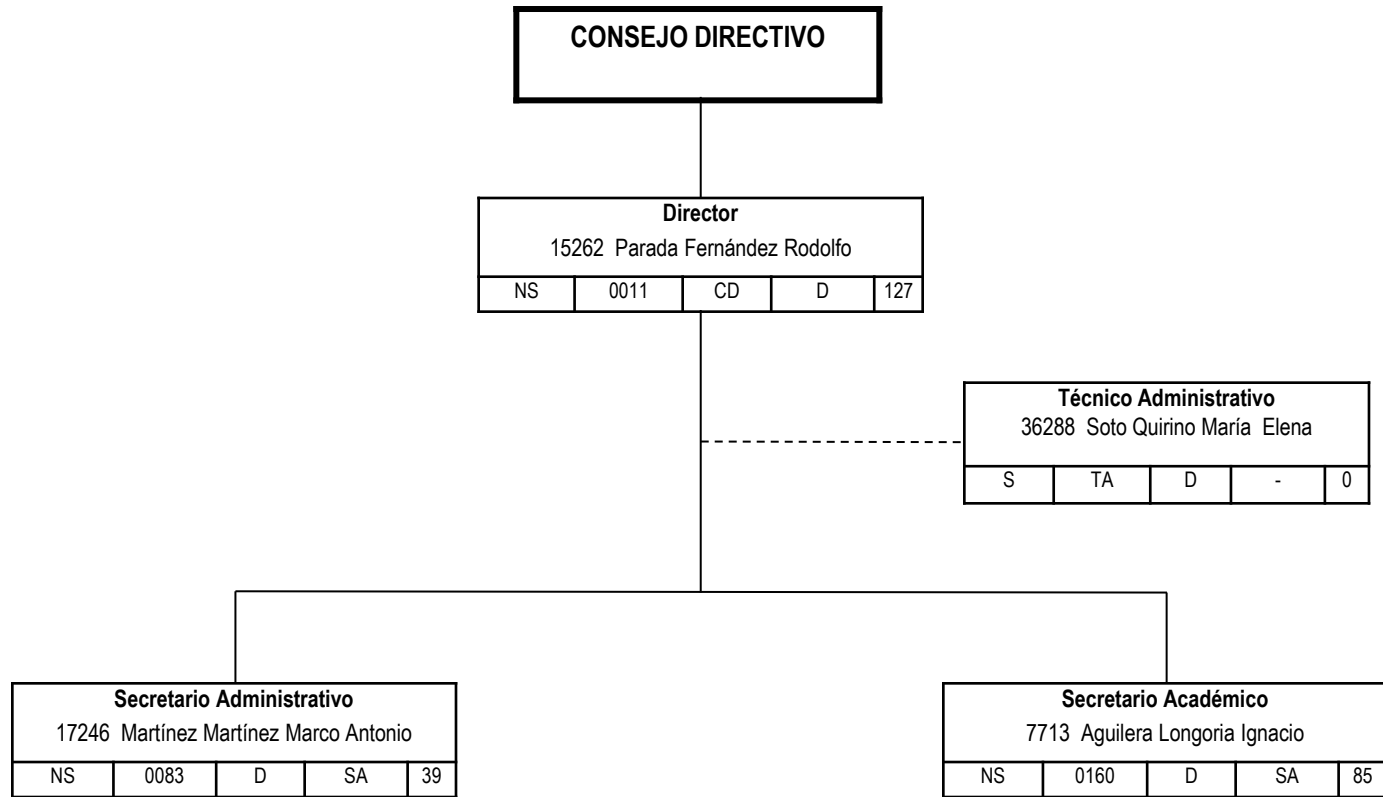 CONSEJO DIRECTIVO
Director
15262 Parada Fernández Rodolfo
NS 0011 CD D 127
Técnico Administrativo
36288 Soto Quirino María Elena
S TA D - 0
Secretario Administrativo
17246 Martínez Martínez Marco Antonio
NS 0083 D SA 39
Secretario Académico
7713 Aguilera Longoria Ignacio
NS 0160 D SA 85